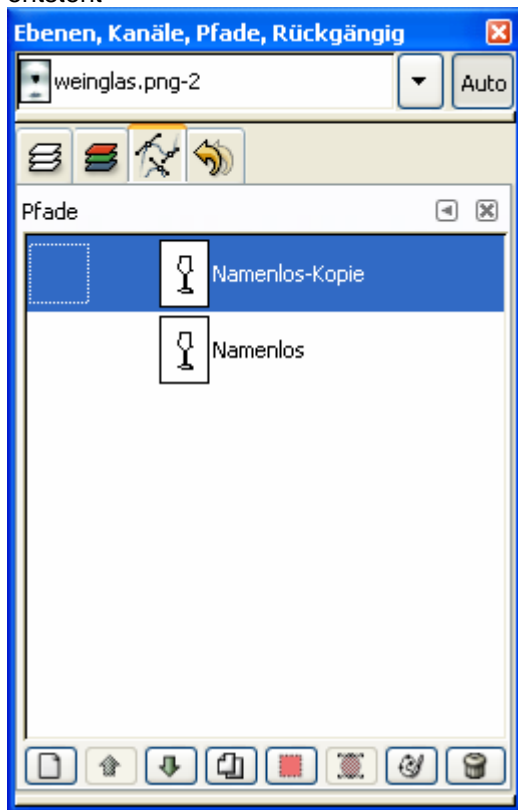 Ebenen, Kanäle, Pfade, Rückgängig
weinglas.png-2
Auto
Pfade
Namenlos-Kopie
Namenlos